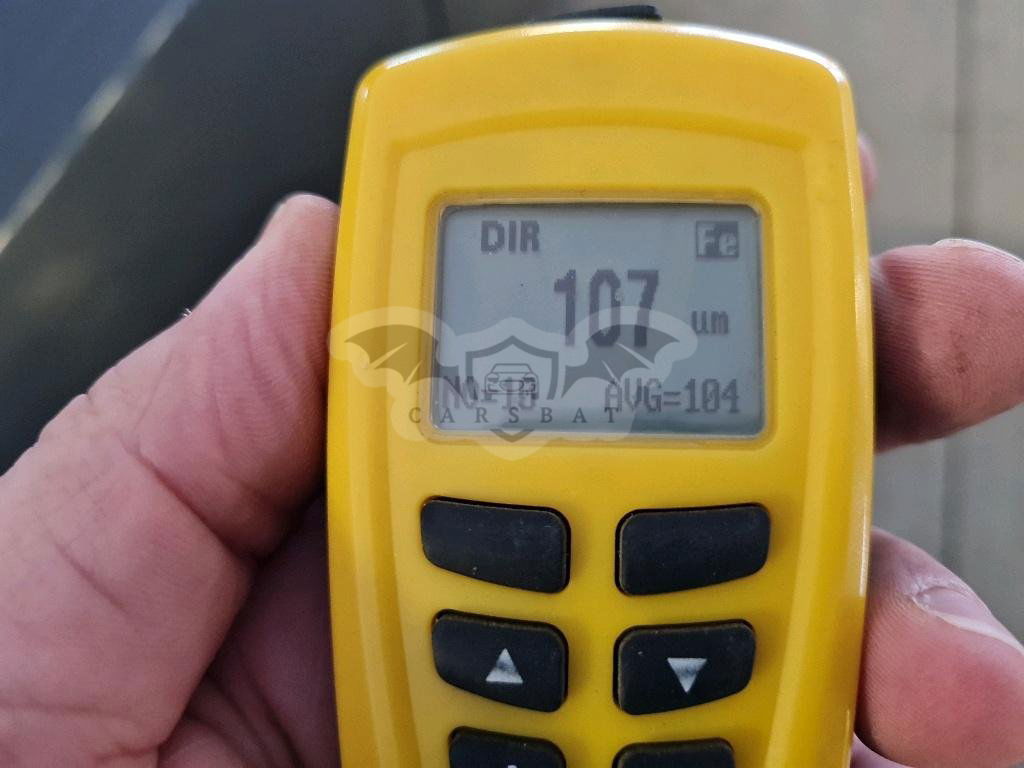 DIR Fe
107 um
AVG=104
CARSBAT